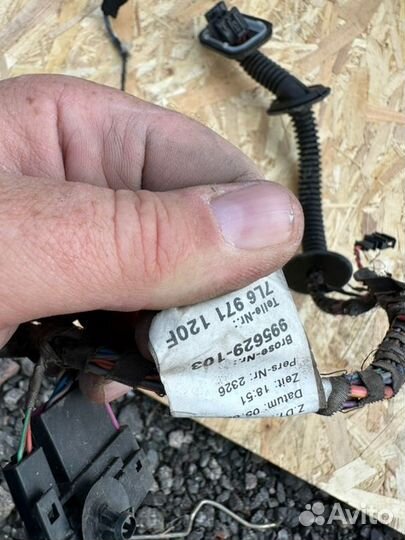 Teile-Nr.:
7L6 971 120F
Brose-Nr.:
995629-103
Pers-Nr: 2326
Zeit: 18:51
Datum:
Avito